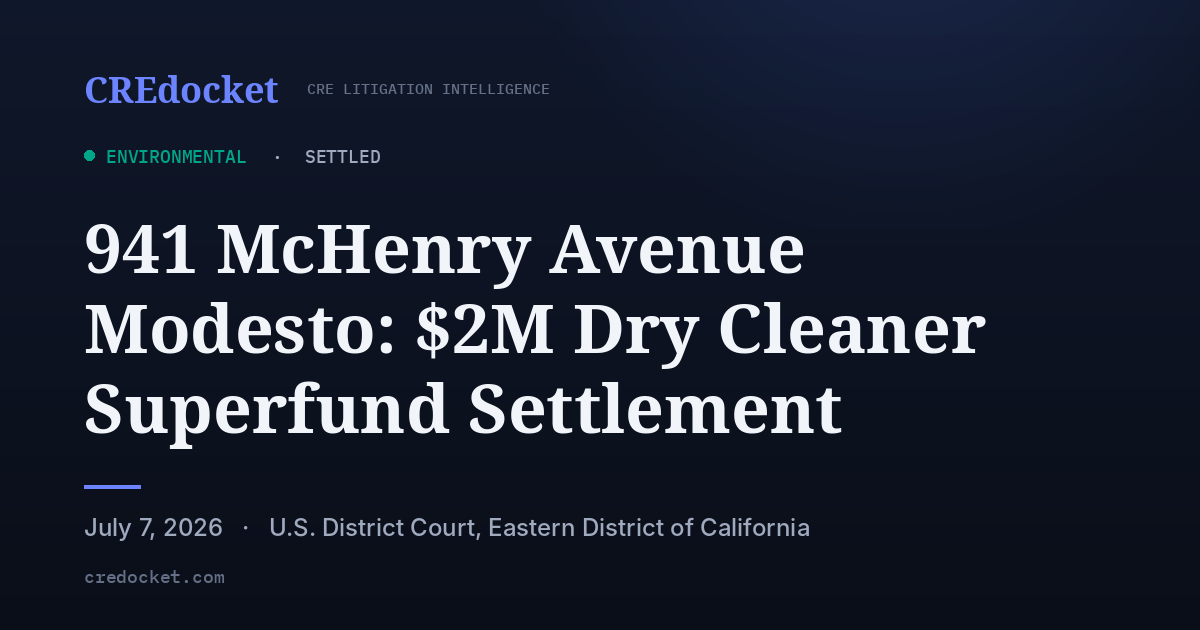 CREdocket CRE LITIGATION INTELLIGENCE
ENVIRONMENTAL · SETTLED
941 McHenry Avenue
Modesto: $2M Dry Cleaner
Superfund Settlement
July 7, 2026 · U.S. District Court, Eastern District of California
credocket.com